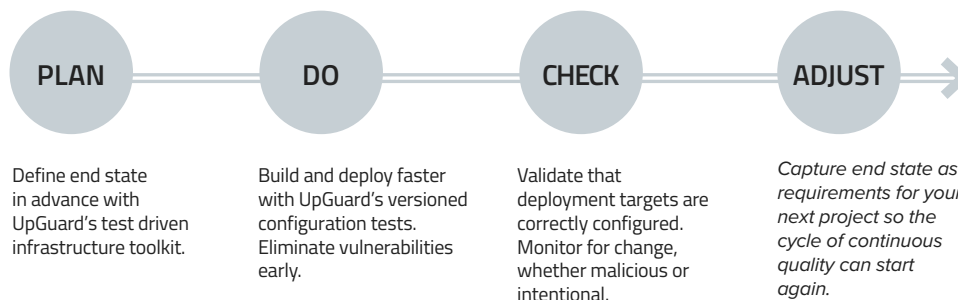 PLAN
DO
CHECK
ADJUST
Define end state
in advance with
UpGuard's test driven
infrastructure toolkit.
Build and deploy faster
with UpGuard's versioned
configuration tests.
Eliminate vulnerabilities
early.
Validate that
deployment targets are
correctly configured.
Monitor for change,
whether malicious or
intentional.
Capture end state as
requirements for your
next project so the
cycle of continuous
quality can start
again.